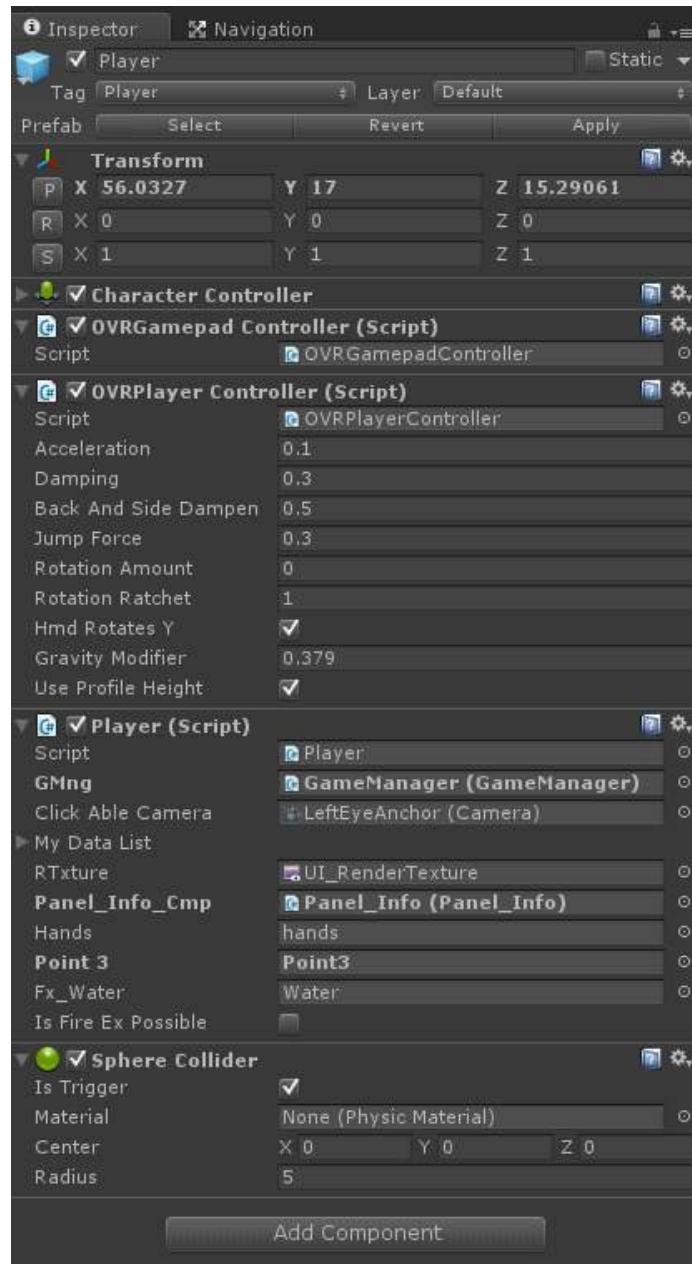 Inspector Navigation
Player Static
Tag Player Layer Default
Prefab Select Revert Apply
Transform
P X 56.0327 Y 17 Z 15.29061
R X 0 Y 0 Z 0
S X 1 Y 1 Z 1
Character Controller
OVRGamepad Controller (Script)
Script OVRGamepadController
OVRPlayer Controller (Script)
Script OVRPlayerController
Acceleration 0.1
Damping 0.3
Back And Side Dampen 0.5
Jump Force 0.3
Rotation Amount 0
Rotation Ratchet 1
Hmd Rotates Y
Gravity Modifier 0.379
Use Profile Height
Player (Script)
Script Player
GMng GameManager (GameManager)
Click Able Camera LeftEyeAnchor (Camera)
My Data List
RTxture UI_RenderTexture
Panel_Info_Cmp Panel_Info (Panel_Info)
Hands hands
Point 3 Point3
Fx_Water Water
Is Fire Ex Possible
Sphere Collider
Is Trigger
Material None (Physic Material)
Center X 0 Y 0 Z 0
Radius 5
Add Component